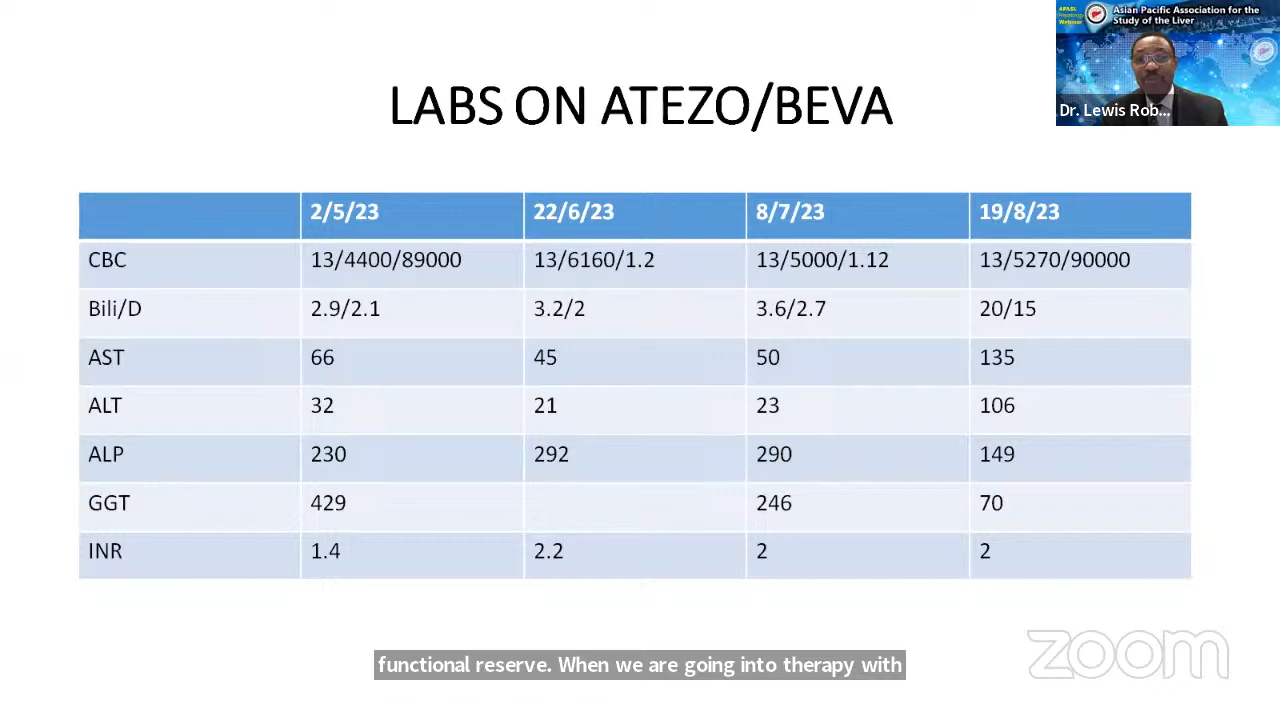 APASL
Hepatology
Webinar
Asian Pacific Association for the
Study of the Liver
Dr. Lewis Rob...
LABS ON ATEZO/BEVA
2/5/23 22/6/23 8/7/23 19/8/23
CBC 13/4400/89000 13/6160/1.2 13/5000/1.12 13/5270/90000
Bili/D 2.9/2.1 3.2/2 3.6/2.7 20/15
AST 66 45 50 135
ALT 32 21 23 106
ALP 230 292 290 149
GGT 429 246 70
INR 1.4 2.2 2 2
functional reserve. When we are going into therapy with
zoom